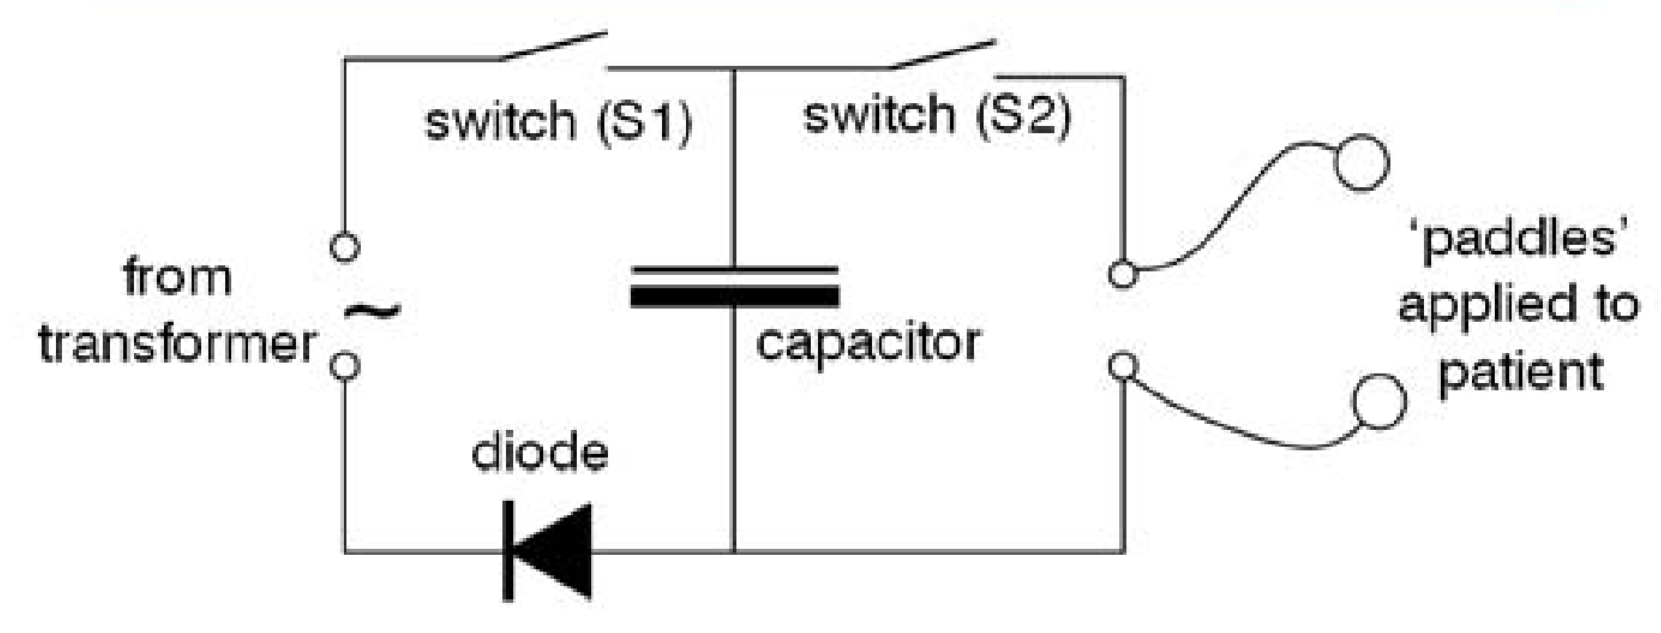 switch (S1)
switch (S2)
from
transformer
~
capacitor
'paddles'
applied to
patient
diode